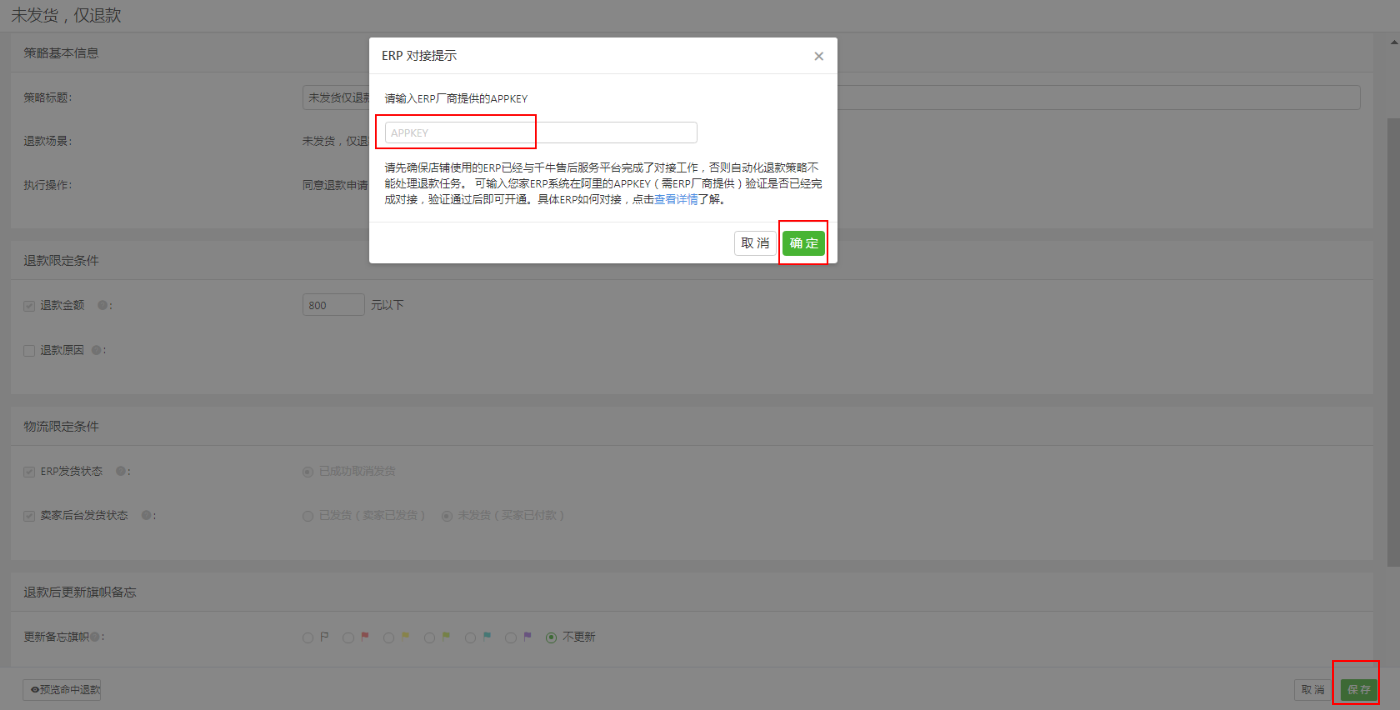 未发货，仅退款
策略基本信息
策略标题:
未发货仅退款
退款场景:
未发货，仅退
执行操作:
同意退款申请
ERP 对接提示
×
请输入ERP厂商提供的APPKEY
APPKEY
请先确保店铺使用的ERP已经与千牛售后服务平台完成了对接工作，否则自动化退款策略不
能处理退款任务。 可输入您家ERP系统在阿里的APPKEY（需ERP厂商提供）验证是否已经完
成对接，验证通过后即可开通。具体ERP如何对接，点击查看详情了解。
取 消 确 定
退款限定条件
退款金额 :
800 元以下
退款原因 :
物流限定条件
ERP发货状态 :
已成功取消发货
卖家后台发货状态 :
已发货（卖家已发货） 未发货（买家已付款）
退款后更新旗帜备忘
更新备忘旗帜 :
不更新
预览命中退款
取 消 保 存